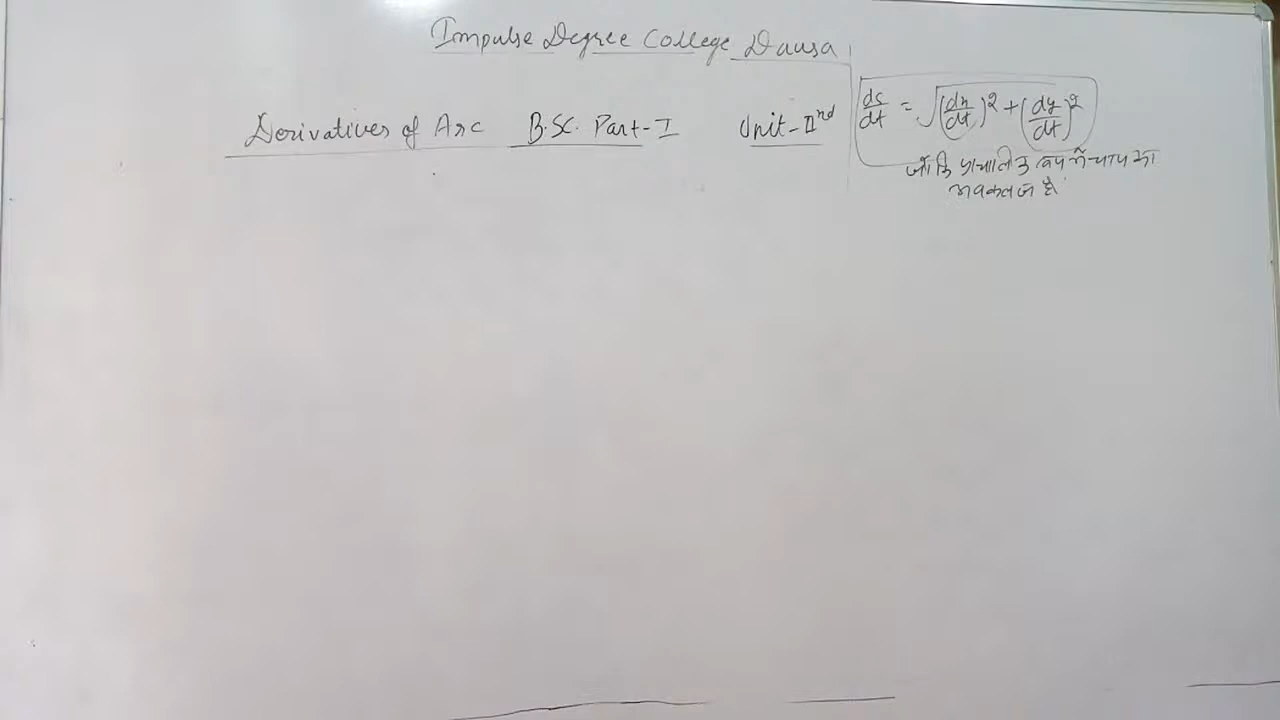 Impulse Degree College Dausa
Derivatives of Arc B.SC. Part-I Unit-IInd
ds/dt = √(dx/dt)² + (dy/dt)²
जो कि प्राचालिक रूप में चाप का
अवकलज है